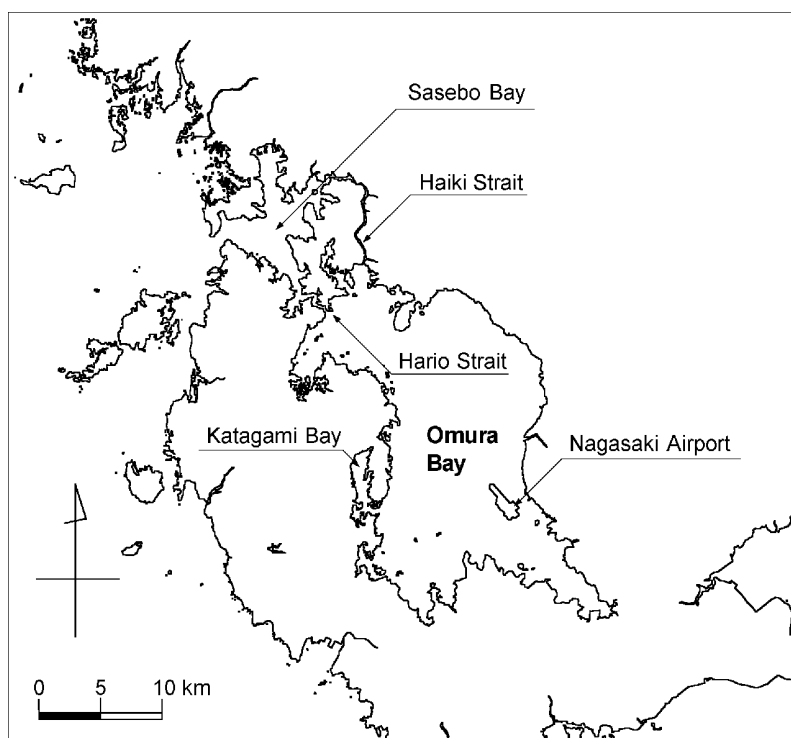 Sasebo Bay
Haiki Strait
Hario Strait
Katagami Bay
Omura
Bay
Nagasaki Airport
0 5 10 km